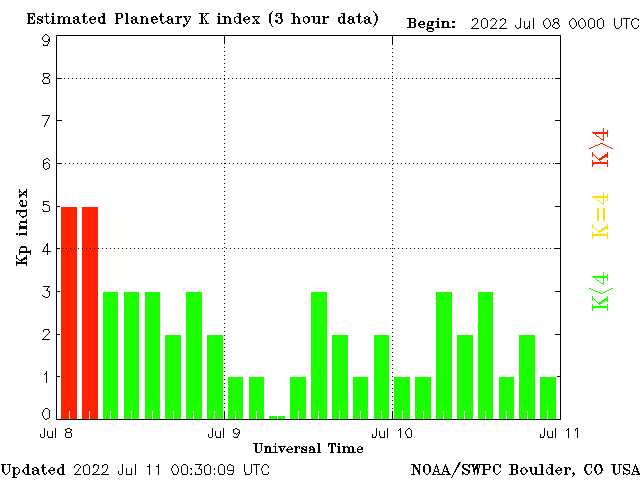 Estimated Planetary K index (3 hour data) Begin: 2022 Jul 08 0000 UTC
9
8
7
6
5
4
3
2
1
0
Kp index
K>4
K=4
K<4
Jul 8 Jul 9 Jul 10 Jul 11
Universal Time
Updated 2022 Jul 11 00:30:09 UTC NOAA/SWPC Boulder, CO USA